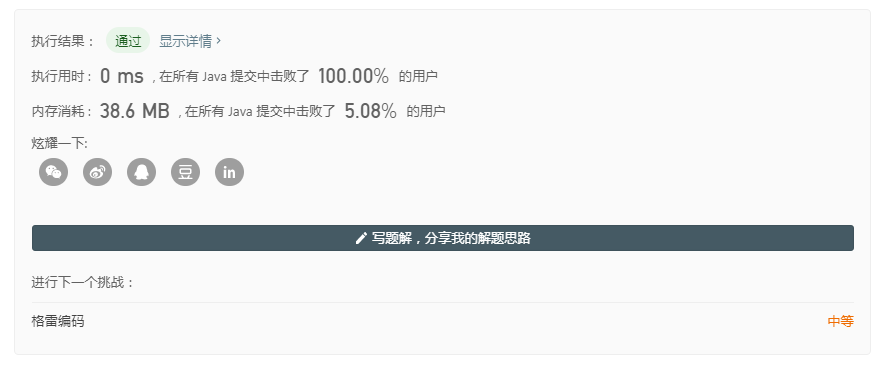 执行结果： 通过 显示详情 ›
执行用时 : 0 ms , 在所有 Java 提交中击败了 100.00% 的用户
内存消耗 : 38.6 MB , 在所有 Java 提交中击败了 5.08% 的用户
炫耀一下:
豆 in
写题解，分享我的解题思路
进行下一个挑战：
格雷编码 中等